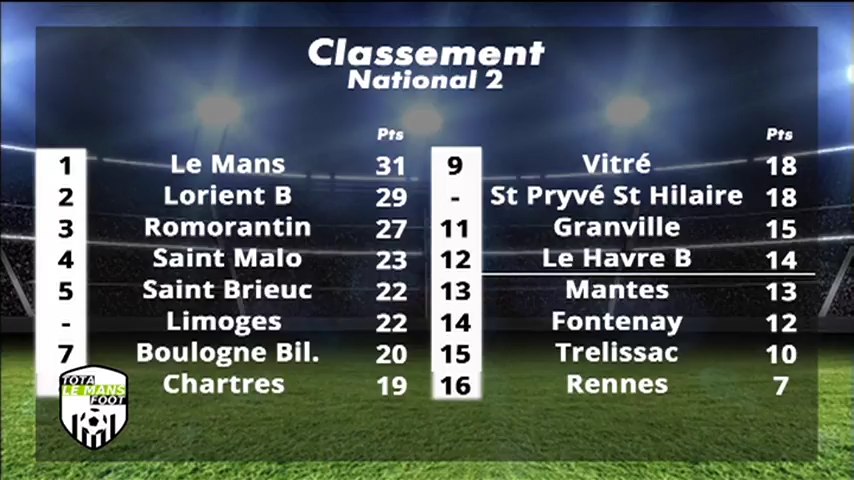 Classement
National 2
Pts
1 Le Mans 31
2 Lorient B 29
3 Romorantin 27
4 Saint Malo 23
5 Saint Brieuc 22
- Limoges 22
7 Boulogne Bil. 20
Chartres 19
Pts
9 Vitré 18
- St Pryvé St Hilaire 18
11 Granville 15
12 Le Havre B 14
13 Mantes 13
14 Fontenay 12
15 Trelissac 10
16 Rennes 7
TOTA
LE MANS
FOOT